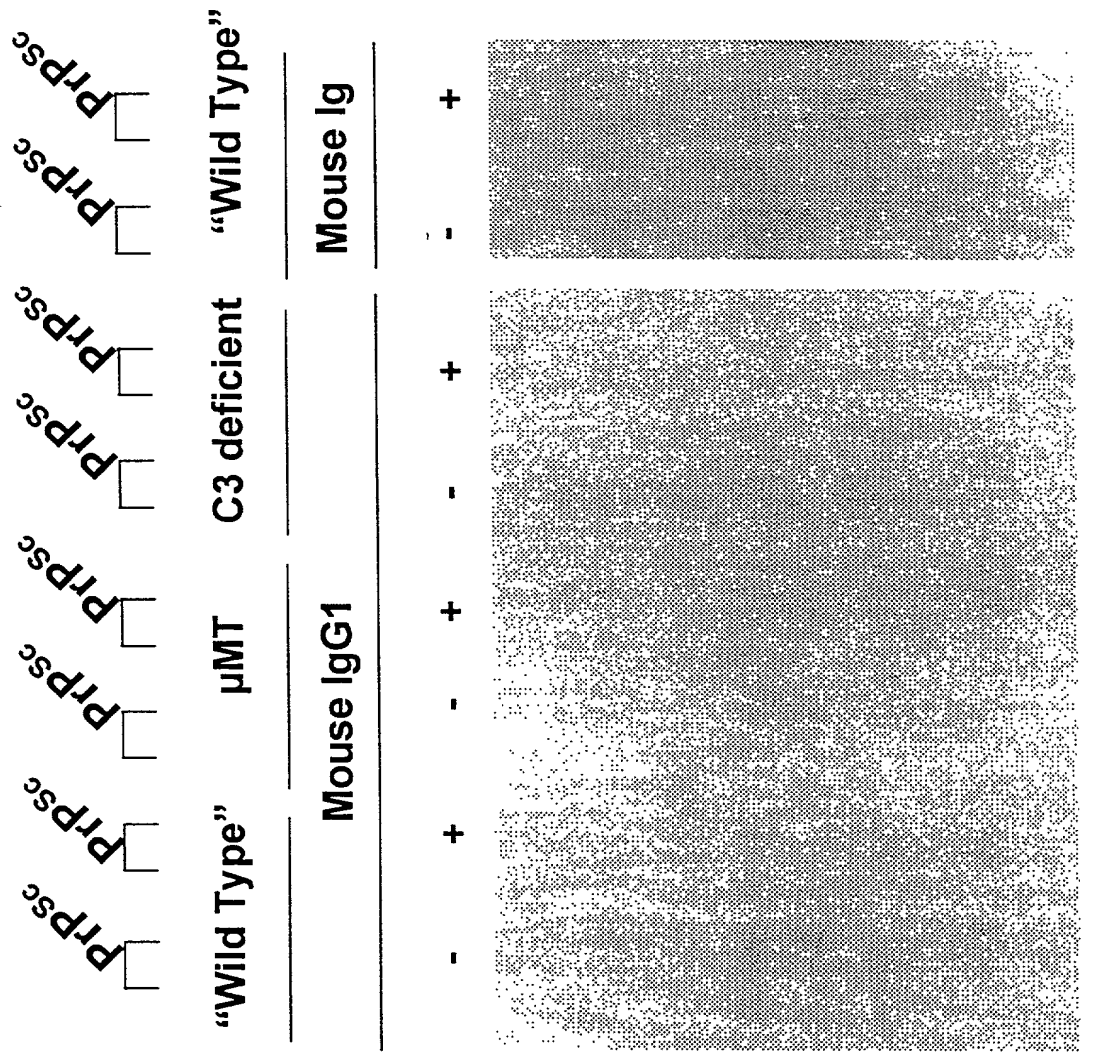 PrPSc PrPSc PrPSc PrPSc PrPSc PrPSc PrPSc PrPSc
“Wild Type” µMT C3 deficient “Wild Type”
Mouse IgG1 Mouse Ig
- + - + - + - +